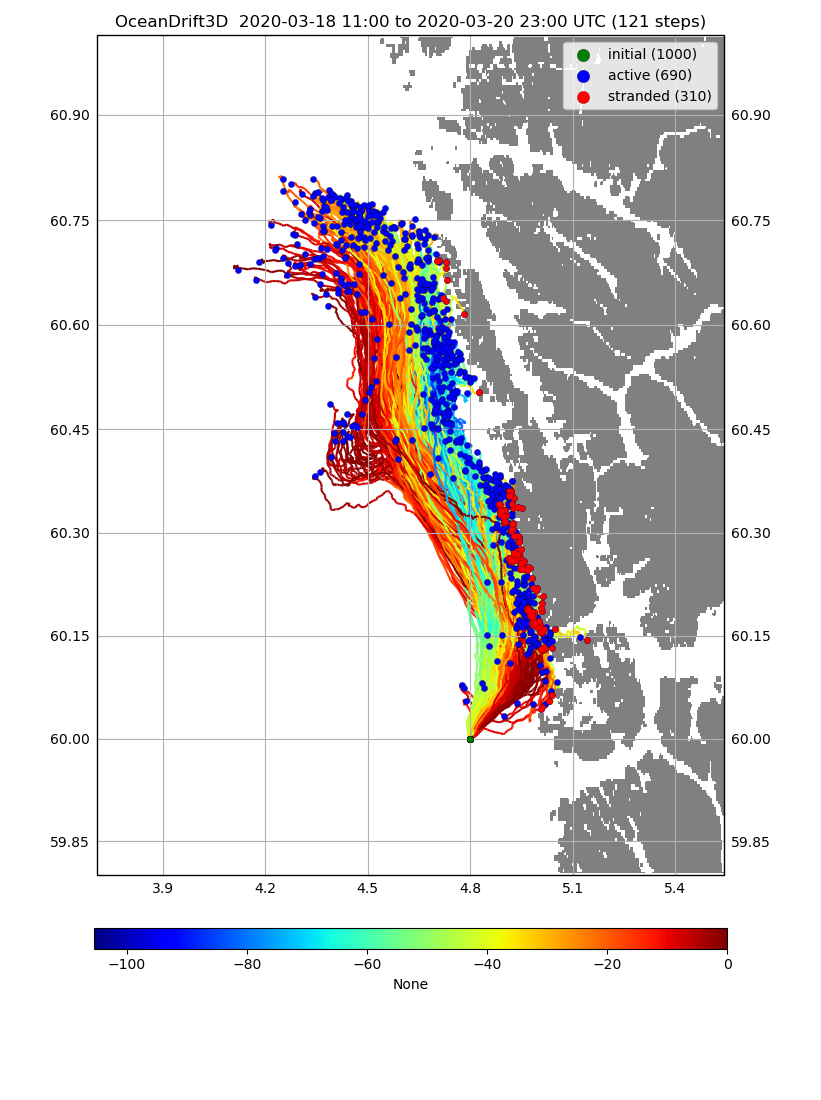 OceanDrift3D  2020-03-18 11:00 to 2020-03-20 23:00 UTC (121 steps)
initial (1000)
active (690)
stranded (310)
60.90 60.90
60.75 60.75
60.60 60.60
60.45 60.45
60.30 60.30
60.15 60.15
60.00 60.00
59.85 59.85
3.9 4.2 4.5 4.8 5.1 5.4
−100 −80 −60 −40 −20 0
None